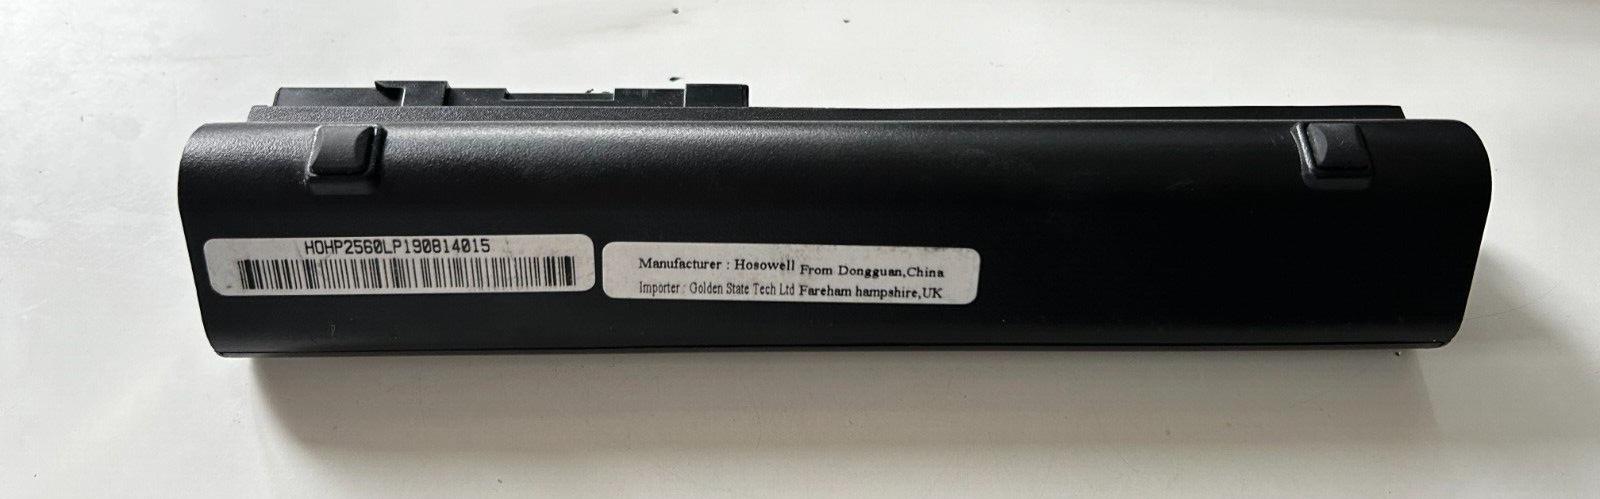 HOHP2560LP190814015
Manufacturer : Hosowell From Dongguan,China
Importer : Golden State Tech Ltd Fareham hampshire,UK